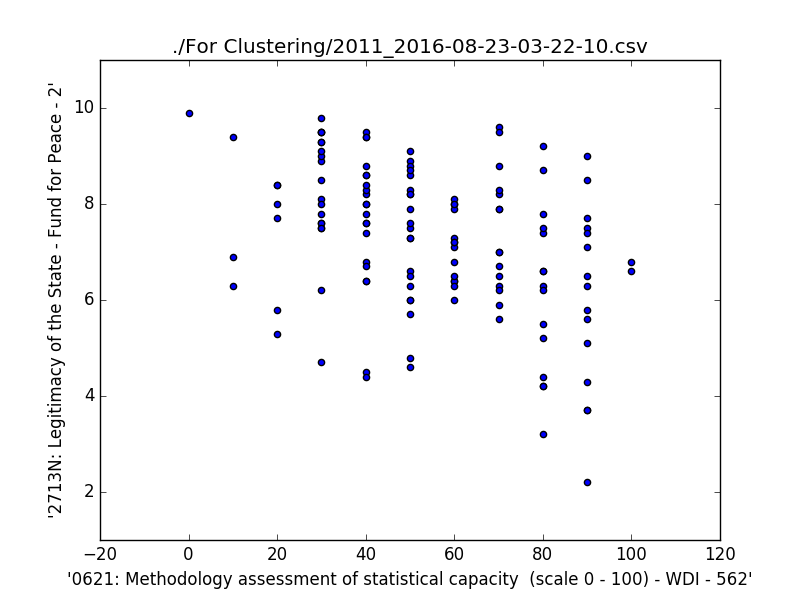 ./For Clustering/2011_2016-08-23-03-22-10.csv
'2713N: Legitimacy of the State - Fund for Peace - 2'
10
8
6
4
2
−20 0 20 40 60 80 100 120
'0621: Methodology assessment of statistical capacity  (scale 0 - 100) - WDI - 562'